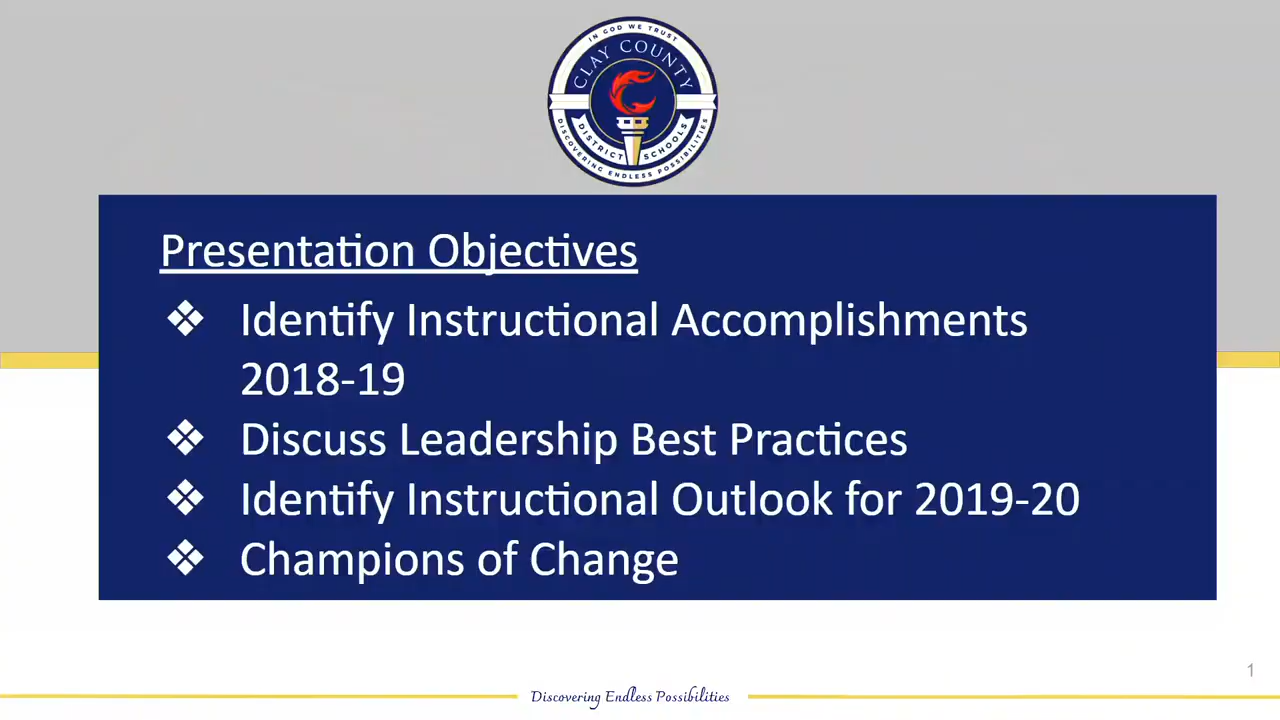 IN GOD WE TRUST
CLAY COUNTY
DISTRICT SCHOOLS
DISCOVERING ENDLESS POSSIBILITIES
Presentation Objectives
❖ Identify Instructional Accomplishments
2018-19
❖ Discuss Leadership Best Practices
❖ Identify Instructional Outlook for 2019-20
❖ Champions of Change
1
Discovering Endless Possibilities